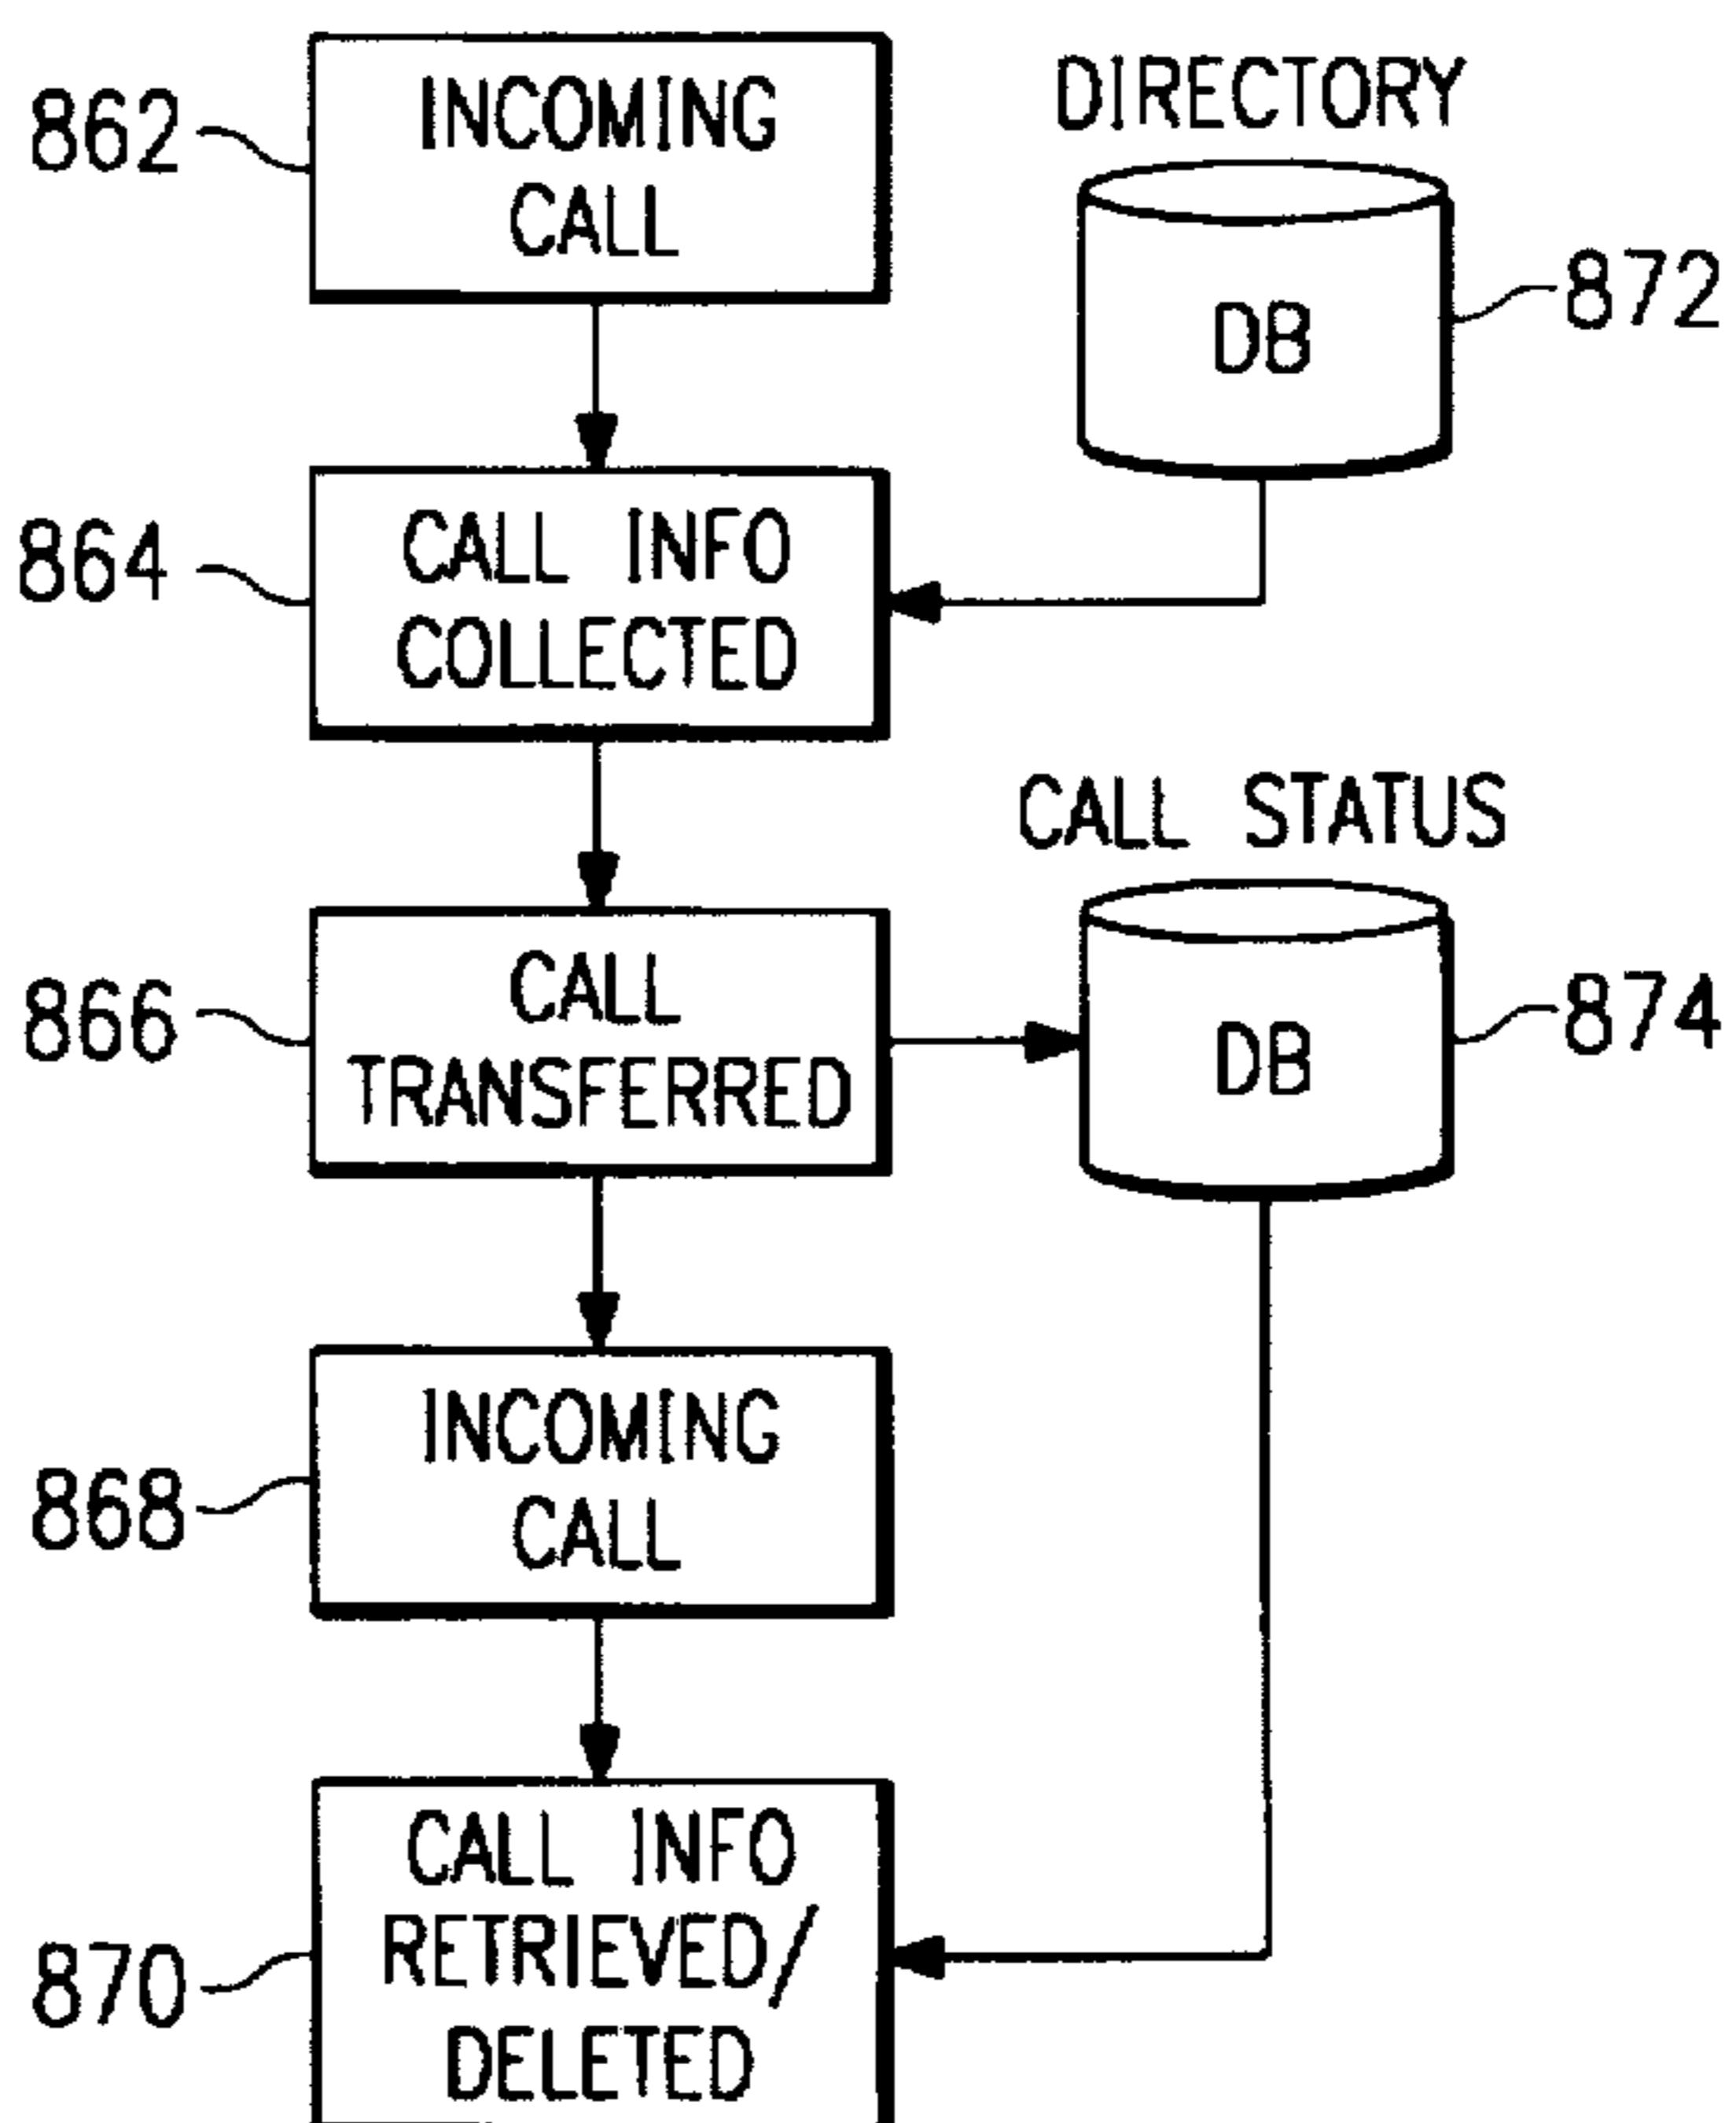 INCOMING
CALL
862
DIRECTORY
DB
872
CALL INFO
COLLECTED
864
CALL STATUS
CALL
TRANSFERRED
866
DB
874
INCOMING
CALL
868
CALL INFO
RETRIEVED/
DELETED
870